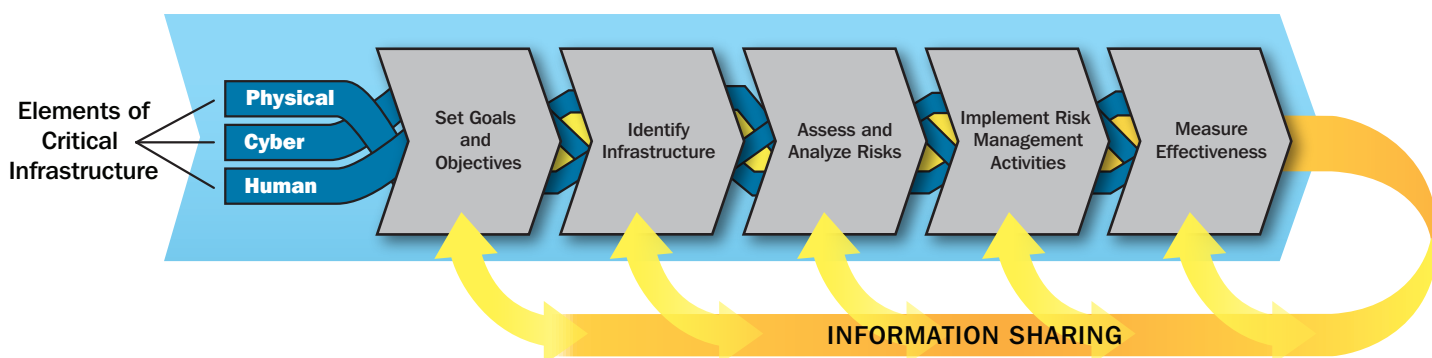 Elements of
Critical
Infrastructure
Physical
Cyber
Human
Set Goals
and
Objectives
Identify
Infrastructure
Assess and
Analyze Risks
Implement Risk
Management
Activities
Measure
Effectiveness
INFORMATION SHARING